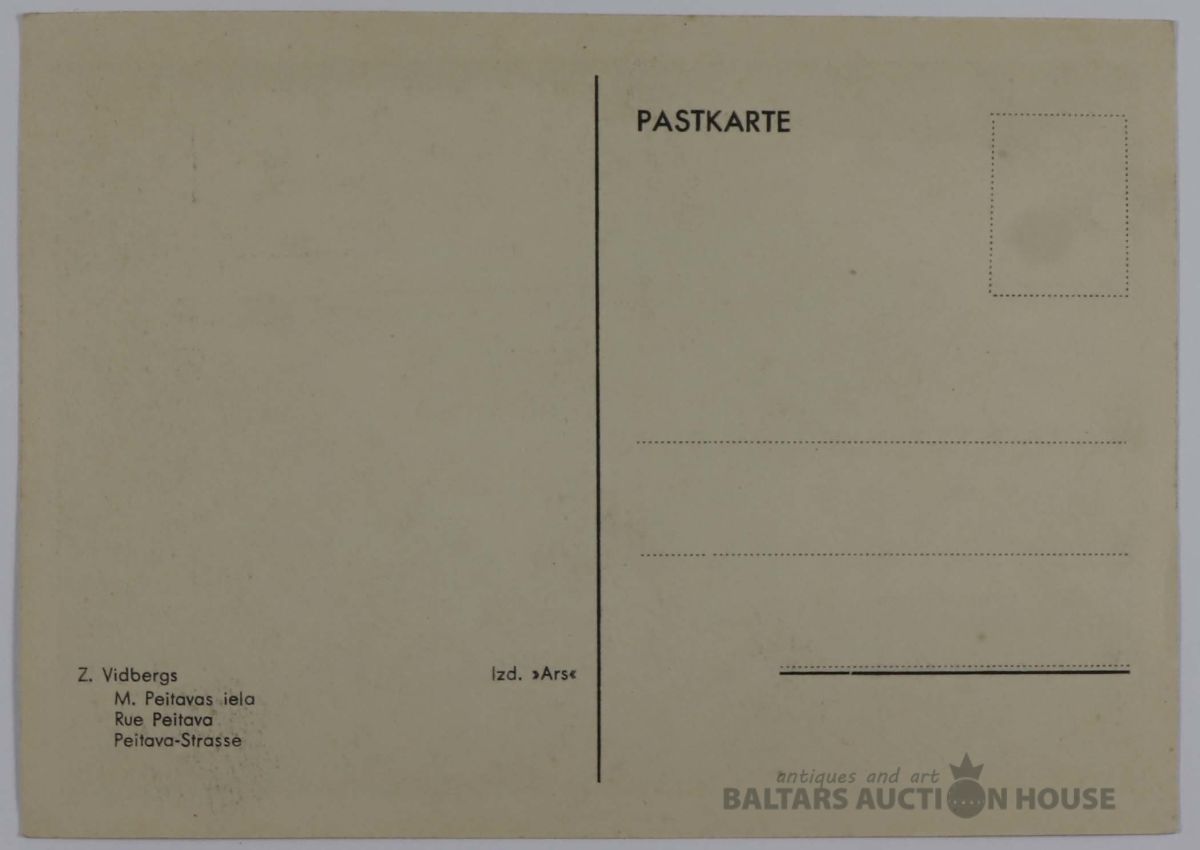 PASTKARTE
Z. Vidbergs
M. Peitavas iela
Rue Peitava
Peitava-Strasse
Izd. »Ars«
antiques and art
BALTARS AUCTION HOUSE